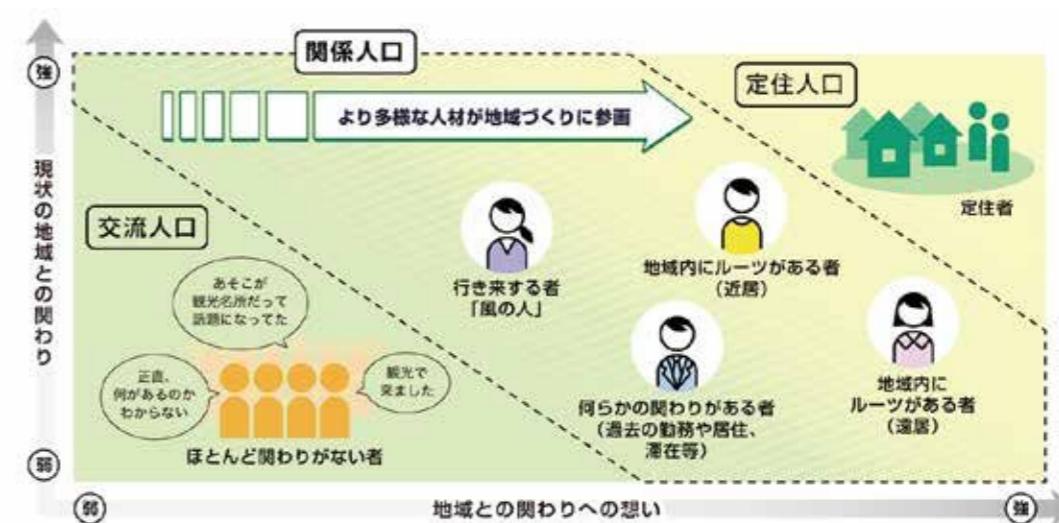 関係人口
強
より多様な人材が地域づくりに参画
定住人口
定住者
現状の地域との関わり
交流人口
あそこが
観光名所だって
話題になってた
正直、
何があるのか
わからない
観光で
来ました
ほとんど関わりがない者
行き来する者
「風の人」
地域内にルーツがある者
（近居）
何らかの関わりがある者
（過去の勤務や居住、
滞在等）
地域内に
ルーツがある者
（遠居）
弱
弱
地域との関わりへの想い
強